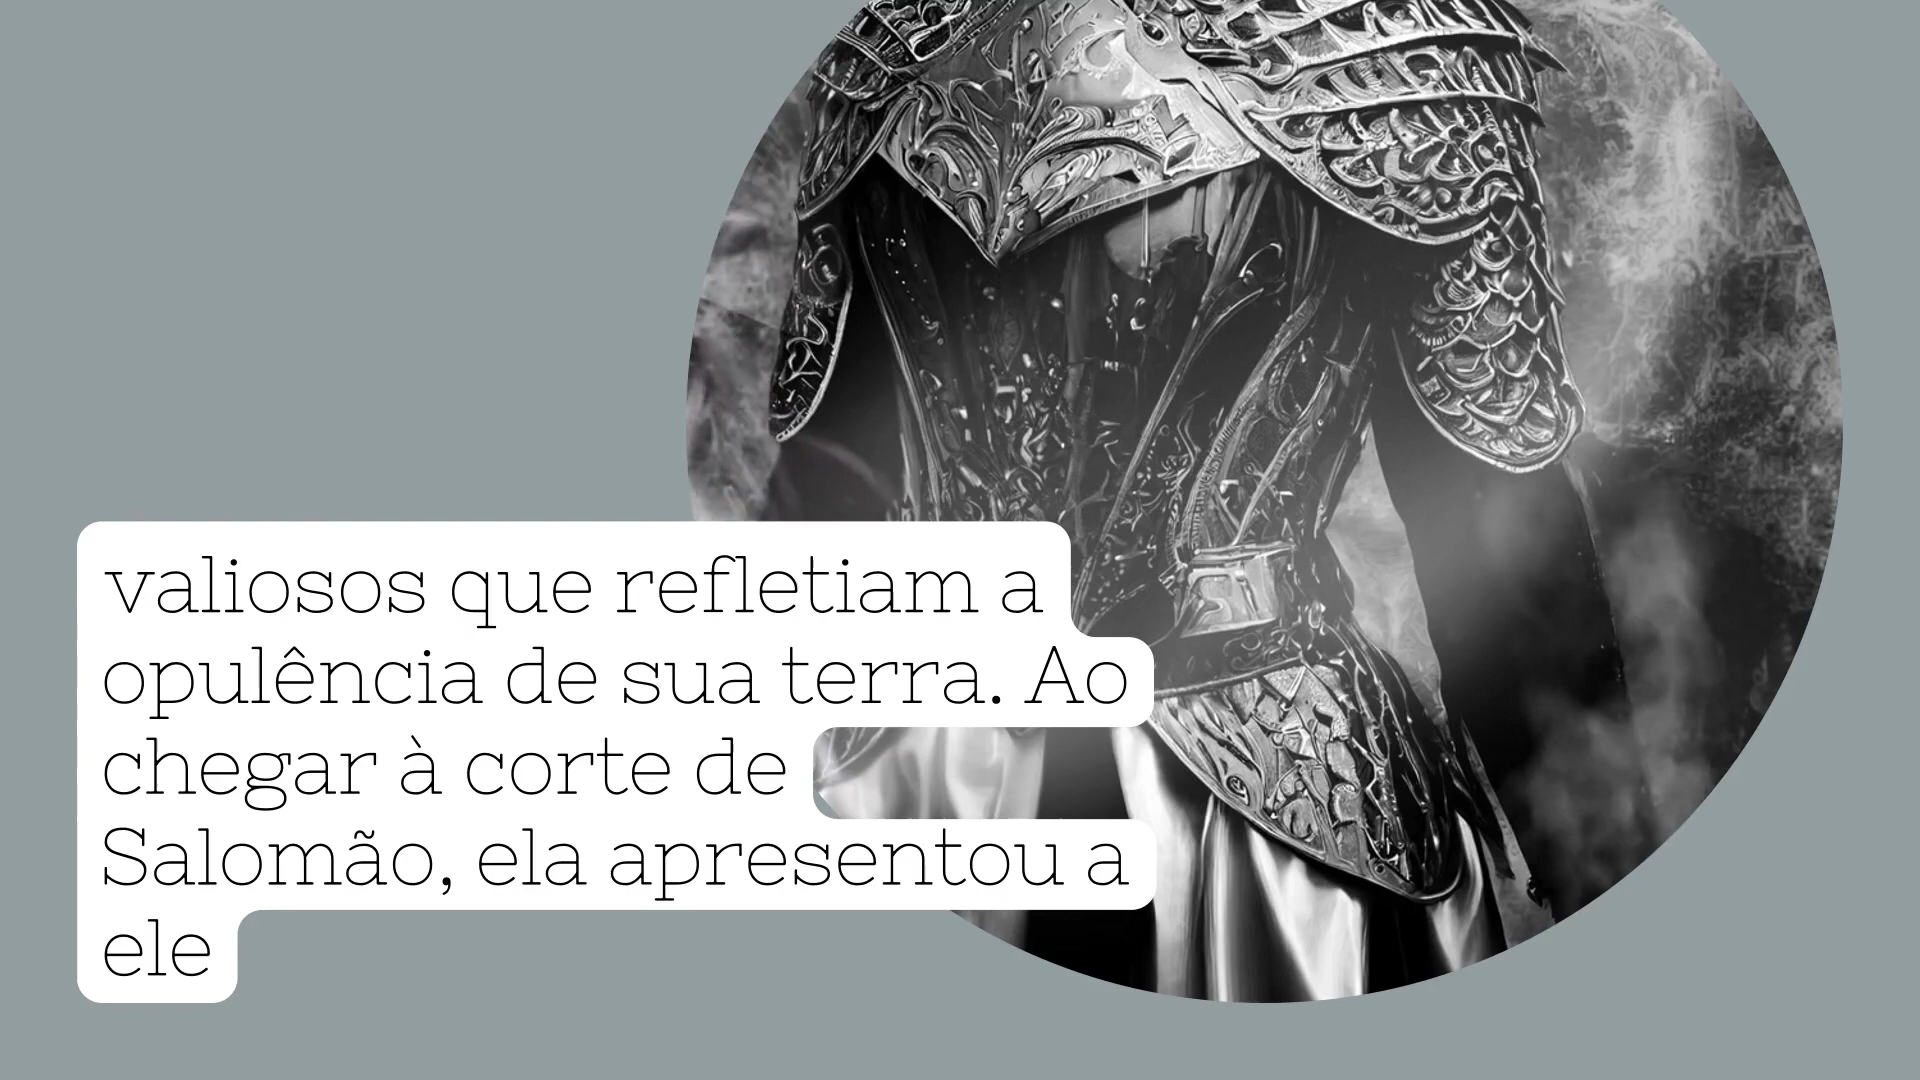 valiosos que refletiam a
opulência de sua terra. Ao
chegar à corte de
Salomão, ela apresentou a
ele